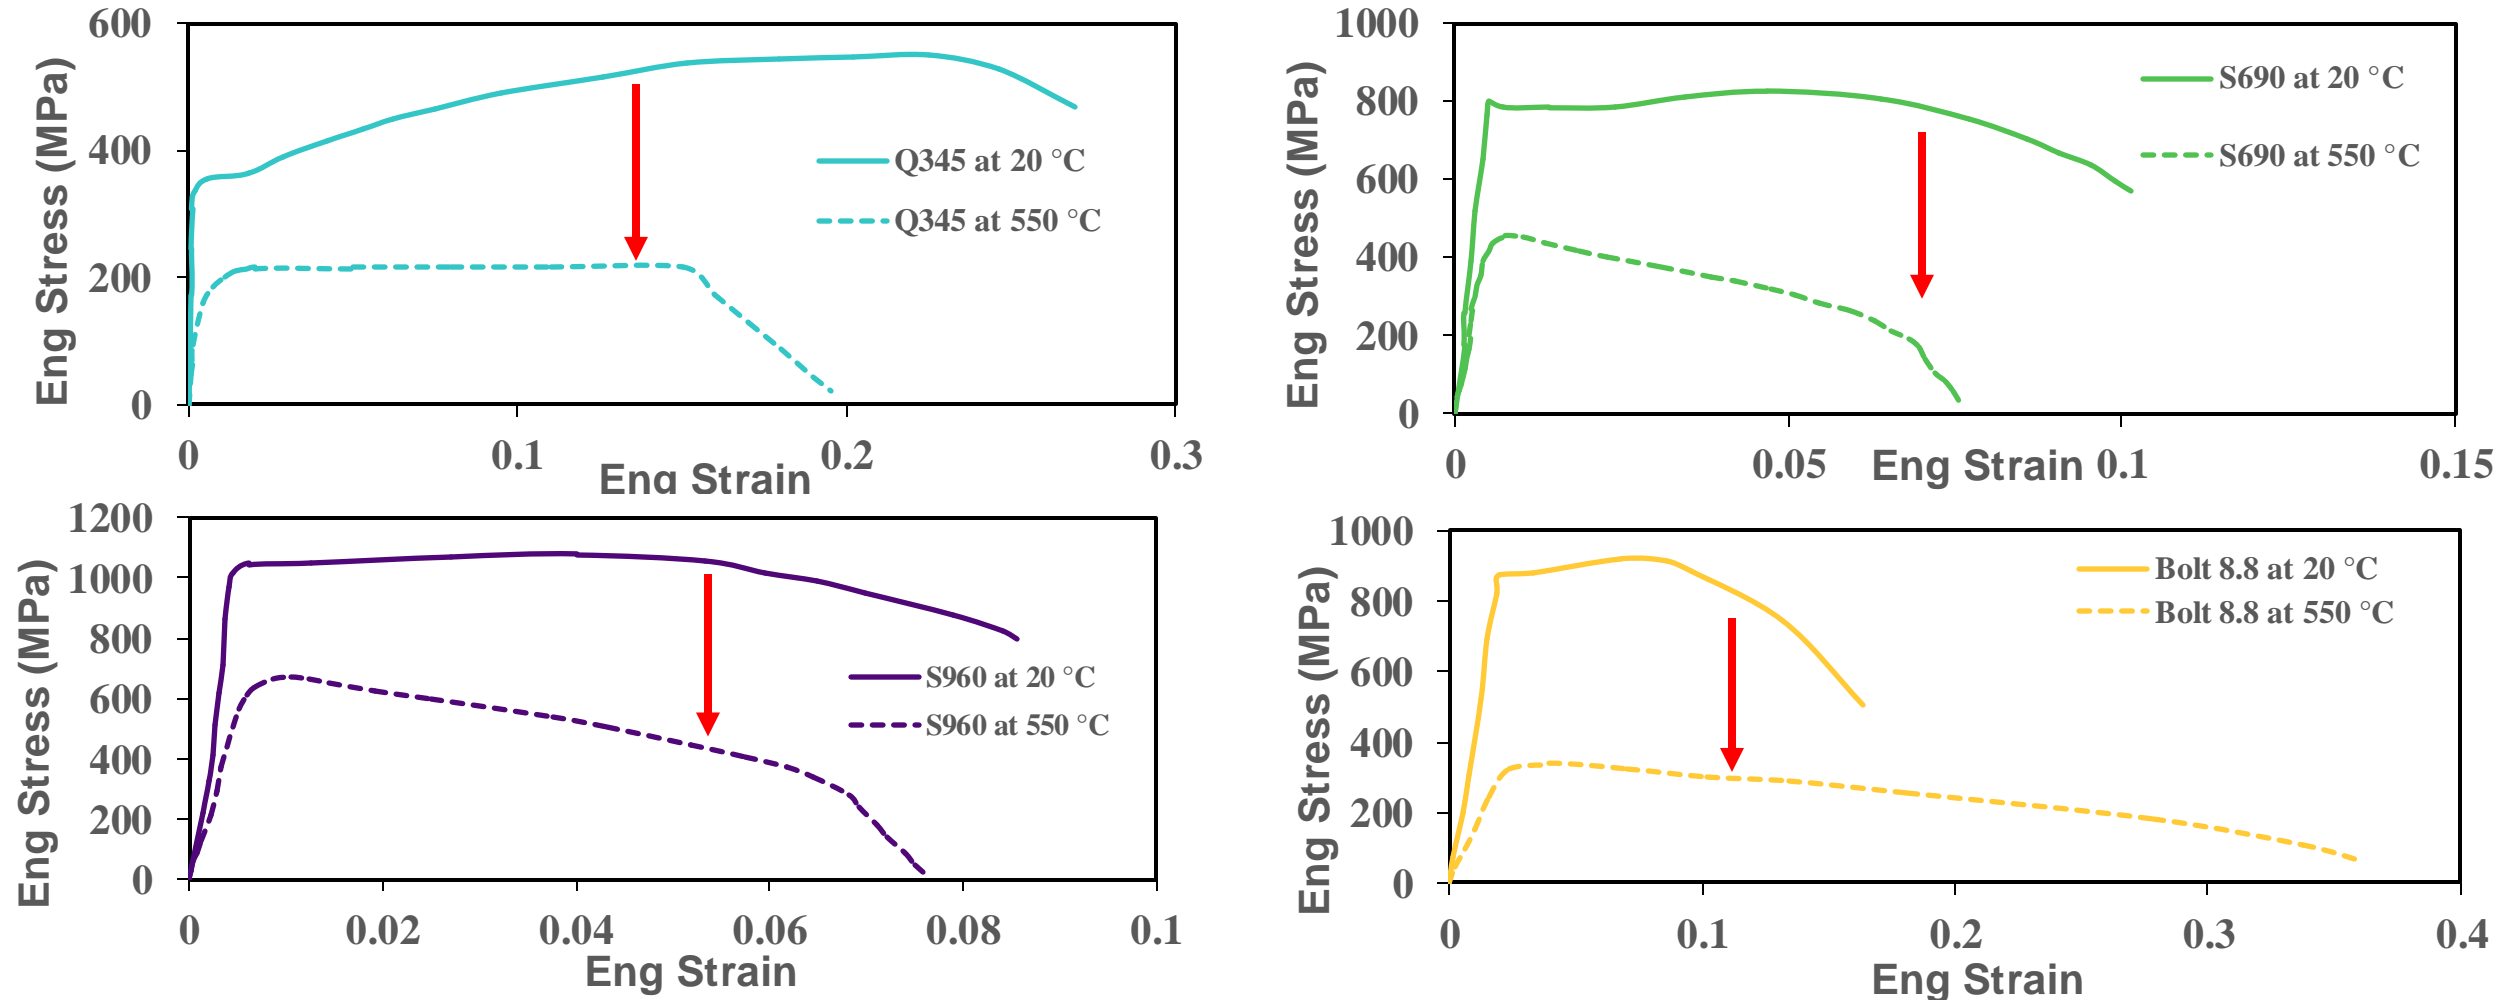 600
400
200
0
Eng Stress (MPa)
Q345 at 20 °C
Q345 at 550 °C
0 0.1 0.2 0.3
Eng Strain
1000
800
600
400
200
0
Eng Stress (MPa)
S690 at 20 °C
S690 at 550 °C
0 0.05 0.1 0.15
Eng Strain
1200
1000
800
600
400
200
0
Eng Stress (MPa)
S960 at 20 °C
S960 at 550 °C
0 0.02 0.04 0.06 0.08 0.1
Eng Strain
1000
800
600
400
200
0
Eng Stress (MPa)
Bolt 8.8 at 20 °C
Bolt 8.8 at 550 °C
0 0.1 0.2 0.3 0.4
Eng Strain